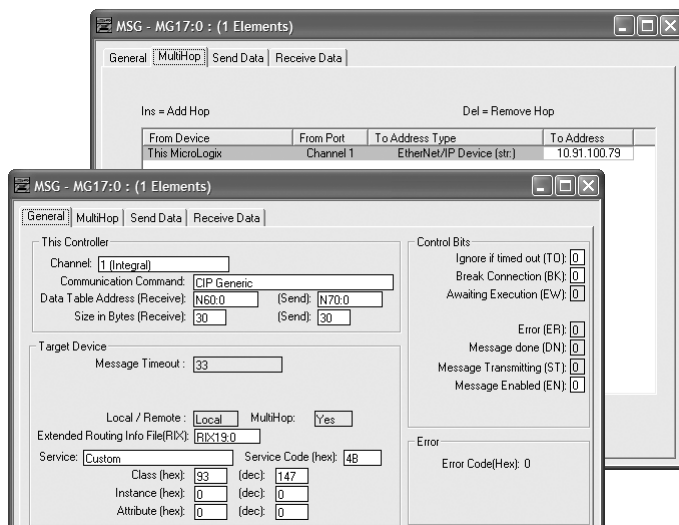 MSG - MG17:0 : (1 Elements)
General MultiHop Send Data Receive Data
Ins = Add Hop Del = Remove Hop
From Device From Port To Address Type To Address
This MicroLogix Channel 1 EtherNet/IP Device (str.) 10.91.100.79
MSG - MG17:0 : (1 Elements)
General MultiHop Send Data Receive Data
This Controller
Channel: 1 (Integral)
Communication Command: CIP Generic
Data Table Address (Receive): N60:0 (Send): N70:0
Size in Bytes (Receive): 30 (Send): 30
Target Device
Message Timeout : 33
Local / Remote : Local MultiHop: Yes
Extended Routing Info File(RIX): RIX19:0
Service: Custom Service Code (hex): 4B
Class (hex): 93 (dec): 147
Instance (hex): 0 (dec): 0
Attribute (hex): 0 (dec): 0
Control Bits
Ignore if timed out (TO): 0
Break Connection (BK): 0
Awaiting Execution (EW): 0
Error (ER): 0
Message done (DN): 0
Message Transmitting (ST): 0
Message Enabled (EN): 0
Error
Error Code(Hex): 0